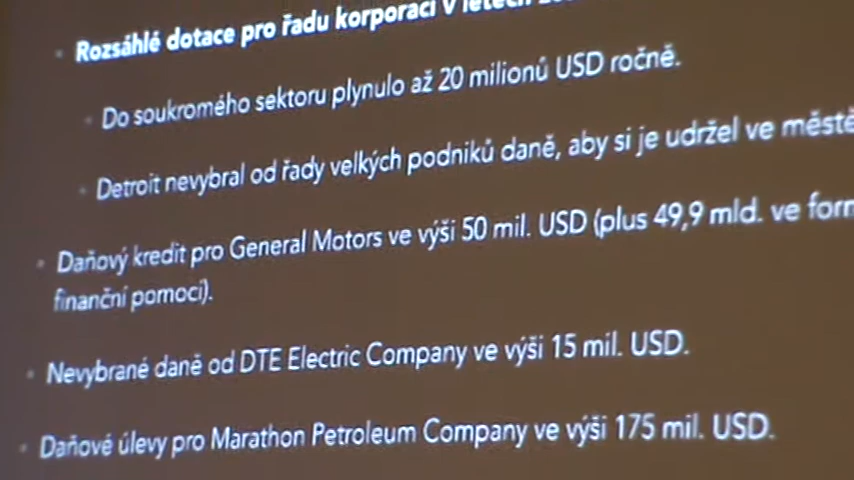 Rozsáhlé dotace pro řadu korporací v letech
Do soukromého sektoru plynulo až 20 milionů USD ročně.
Detroit nevybral od řady velkých podniků daně, aby si je udržel ve městě
Daňový kredit pro General Motors ve výši 50 mil. USD (plus 49,9 mld. ve
finanční pomoci).
Nevybrané daně od DTE Electric Company ve výši 15 mil. USD.
Daňové úlevy pro Marathon Petroleum Company ve výši 175 mil. USD.